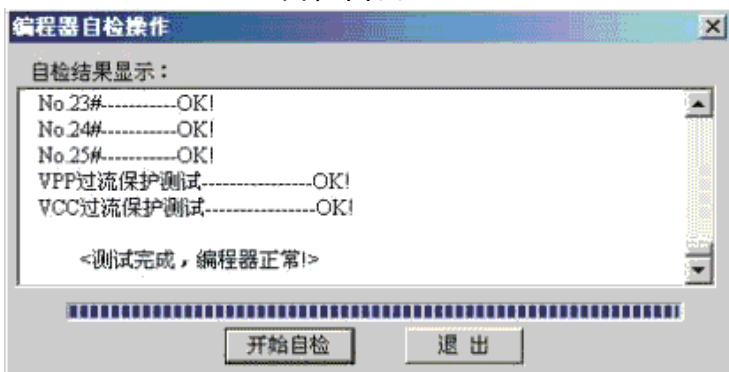 编程器自检操作
自检结果显示：
No.23#-----------OK!
No.24#-----------OK!
No.25#-----------OK!
VPP过流保护测试----------------OK!
VCC过流保护测试----------------OK!
<测试完成，编程器正常!>
开始自检 退 出